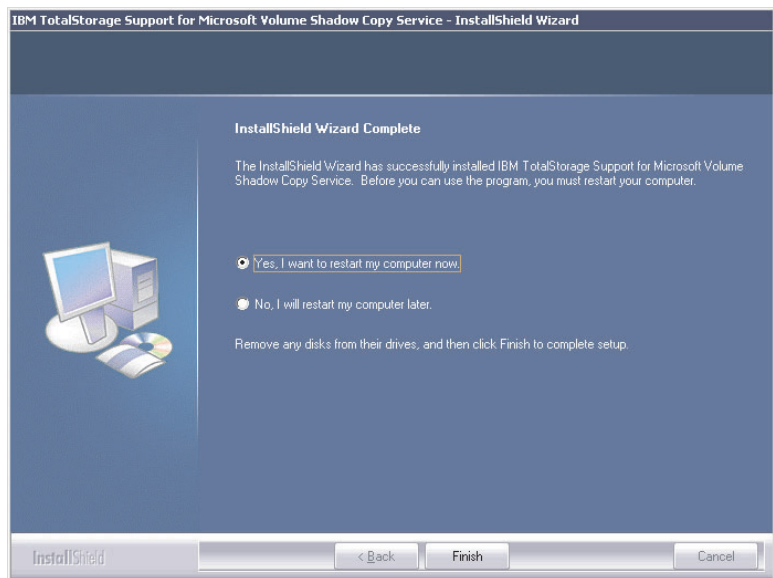 IBM TotalStorage Support for Microsoft Volume Shadow Copy Service - InstallShield Wizard
InstallShield Wizard Complete
The InstallShield Wizard has successfully installed IBM TotalStorage Support for Microsoft Volume
Shadow Copy Service. Before you can use the program, you must restart your computer.
Yes, I want to restart my computer now.
No, I will restart my computer later.
Remove any disks from their drives, and then click Finish to complete setup.
InstallShield
< Back
Finish
Cancel